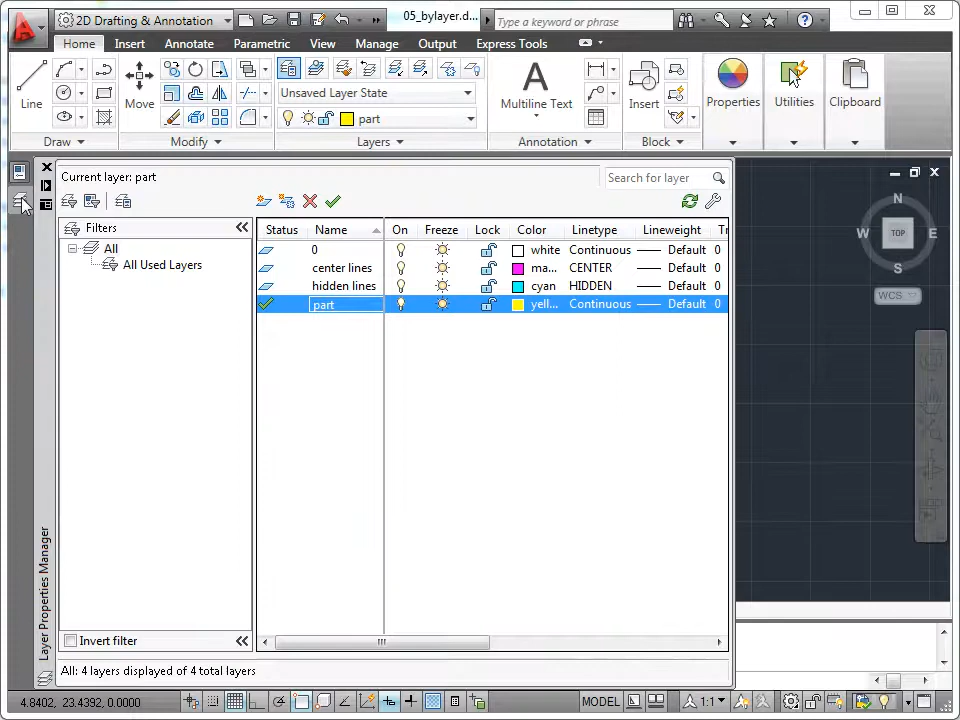 2D Drafting & Annotation
05_bylayer.d...
Type a keyword or phrase
Home Insert Annotate Parametric View Manage Output Express Tools
Line
Move
Unsaved Layer State
part
Multiline Text
Insert
Properties
Utilities
Clipboard
Draw Modify Layers Annotation Block
Current layer: part
Search for layer
Filters
All
All Used Layers
Status Name On Freeze Lock Color Linetype Lineweight Tr
0 white Continuous Default 0
center lines ma... CENTER Default 0
hidden lines cyan HIDDEN Default 0
part yell... Continuous Default 0
N
W TOP E
S
WCS
Layer Properties Manager
Invert filter
All: 4 layers displayed of 4 total layers
4.8402, 23.4392, 0.0000
MODEL
1:1